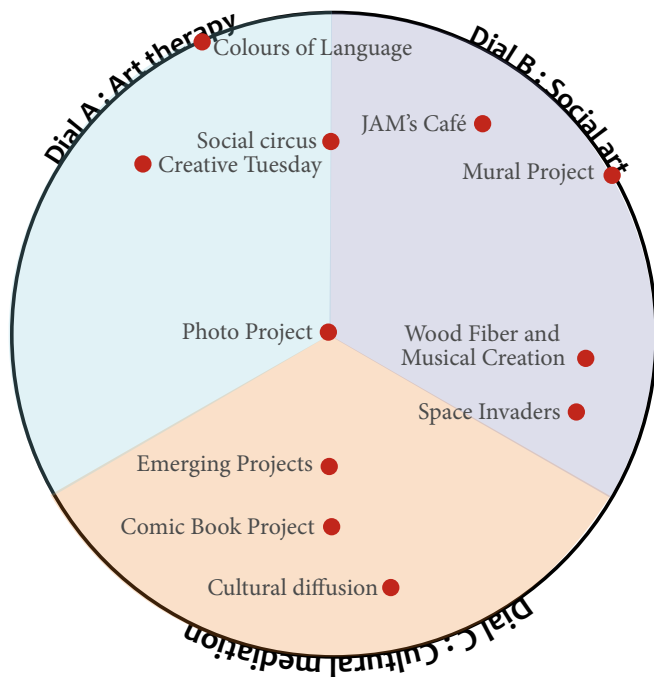 Dial A : Art therapy
Dial B : Social art
Colours of Language
JAM’s Café
Social circus
Creative Tuesday
Mural Project
Photo Project
Wood Fiber and
Musical Creation
Space Invaders
Emerging Projects
Comic Book Project
Cultural diffusion
Dial C : Cultural mediation